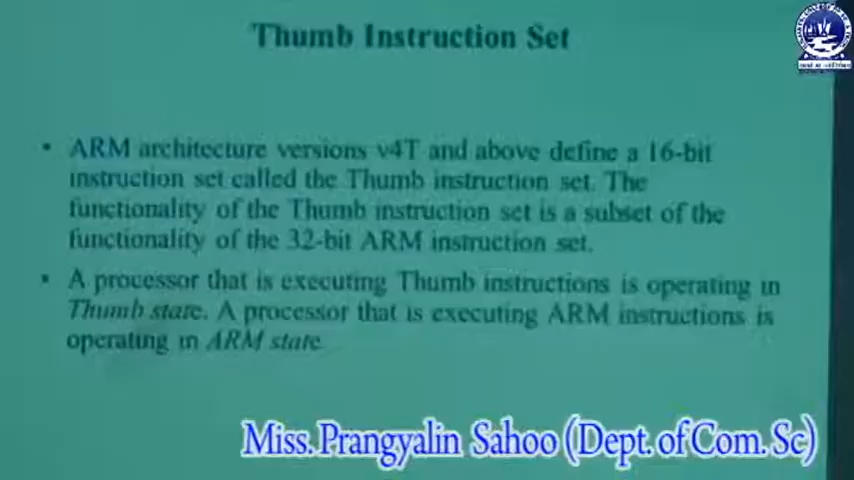 Thumb Instruction Set
• ARM architecture versions v4T and above define a 16-bit
instruction set called the Thumb instruction set. The
functionality of the Thumb instruction set is a subset of the
functionality of the 32-bit ARM instruction set.
• A processor that is executing Thumb instructions is operating in
Thumb state. A processor that is executing ARM instructions is
operating in ARM state.
Miss. Prangyalin Sahoo (Dept. of Com. Sc)